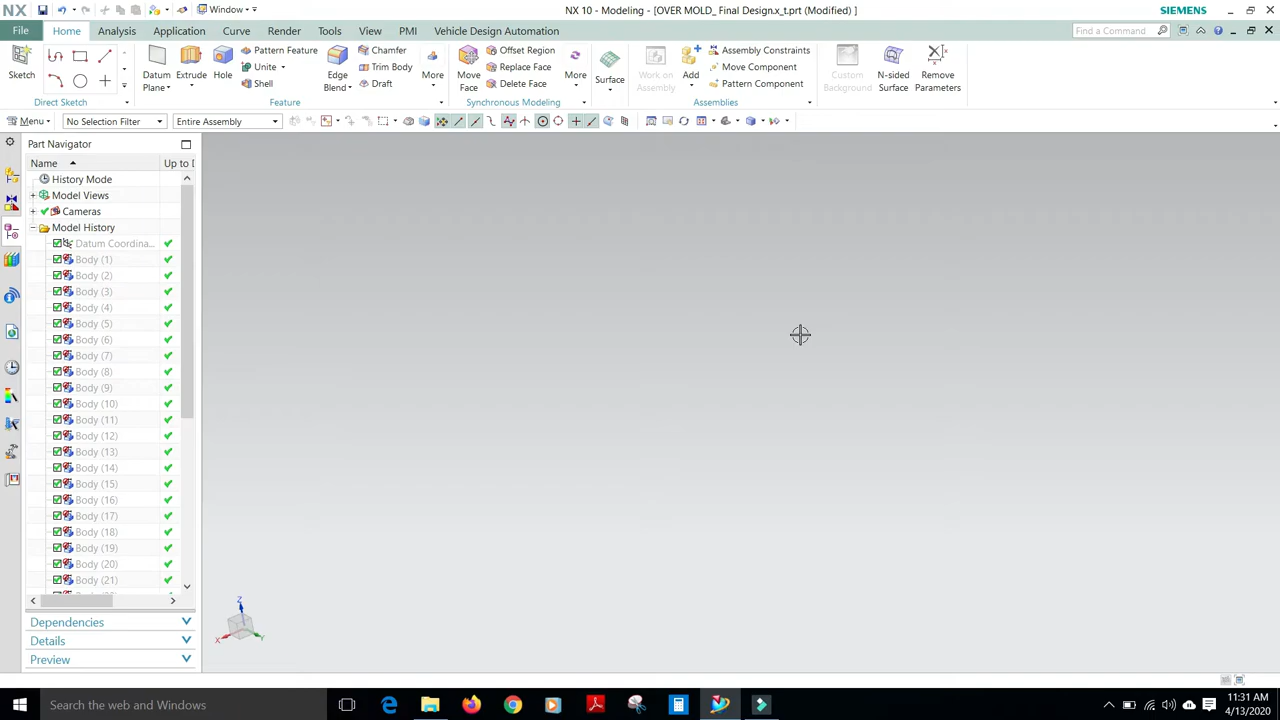 NX
Window
NX 10 - Modeling - [OVER MOLD_ Final Design.x_t.prt (Modified) ]
SIEMENS
File
Home
Analysis
Application
Curve
Render
Tools
View
PMI
Vehicle Design Automation
Find a Command
Sketch
Direct Sketch
Datum Plane
Extrude
Hole
Pattern Feature
Unite
Shell
Edge Blend
Chamfer
Trim Body
Draft
More
Feature
Move Face
Offset Region
Replace Face
Delete Face
More
Synchronous Modeling
Surface
Work on Assembly
Add
Assembly Constraints
Move Component
Pattern Component
Assemblies
Custom Background
N-sided Surface
Remove Parameters
Menu
No Selection Filter
Entire Assembly
Part Navigator
Name
Up to D
History Mode
Model Views
Cameras
Model History
Datum Coordina...
Body (1)
Body (2)
Body (3)
Body (4)
Body (5)
Body (6)
Body (7)
Body (8)
Body (9)
Body (10)
Body (11)
Body (12)
Body (13)
Body (14)
Body (15)
Body (16)
Body (17)
Body (18)
Body (19)
Body (20)
Body (21)
Dependencies
Details
Preview
Z
X
Y
Search the web and Windows
11:31 AM
4/13/2020